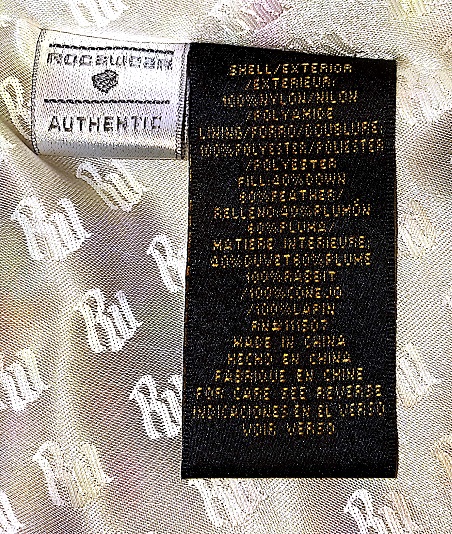 ROCAWEAR
AUTHENTIC
SHELL/EXTERIOR
/EXTERIEUR:
100%NYLON/NILON
/POLYAMIDE
LINING/FORRO/DOUBLURE:
100%POLYESTER/POLIESTER
/POLYESTER
FILL:40%DOWN
60%FEATHER/
RELLENO:40%PLUMÓN
60%PLUMA/
MATIERE INTERIEURE:
40%DUVET60%PLUME
100%RABBIT
/100%CONEJO
/100%LAPIN
RN#111507
MADE IN CHINA
HECHO EN CHINA
FABRIQUE EN CHINE
FOR CARE SEE REVERSE
INDICACIONES EN EL VERSO
VOIR VERSO